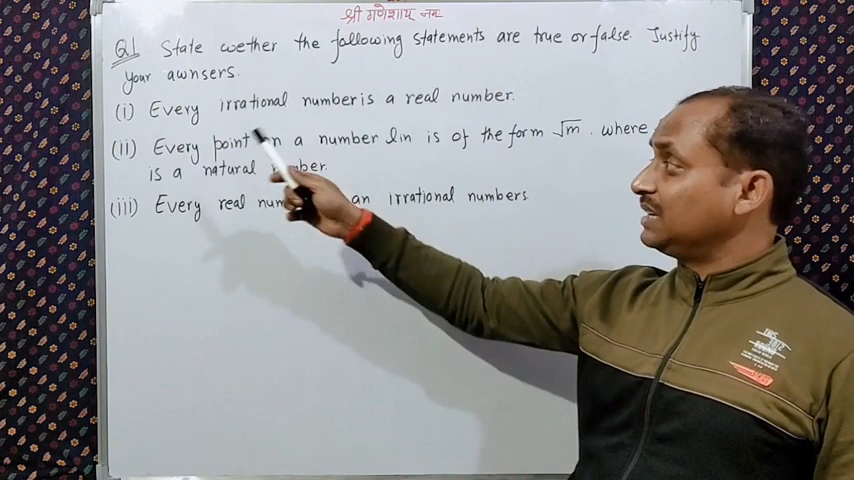 श्री गणेशाय नमः
Q1 State wether the following statements are true or false. Justify
your awnsers.
(i) Every irrational number is a real number.
(ii) Every point on a number lin is of the form √m . where
is a natural number.
(iii) Every real an irrational numbers.